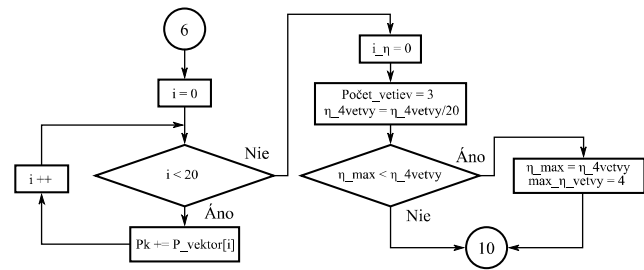 6
i = 0
i < 20
Nie
Áno
i ++
Pk += P_vektor[i]
i_η = 0
Počet_vetiev = 3
η_4vetvy = η_4vetvy/20
η_max < η_4vetvy
Áno
Nie
η_max = η_4vetvy
max_η_vetvy = 4
10